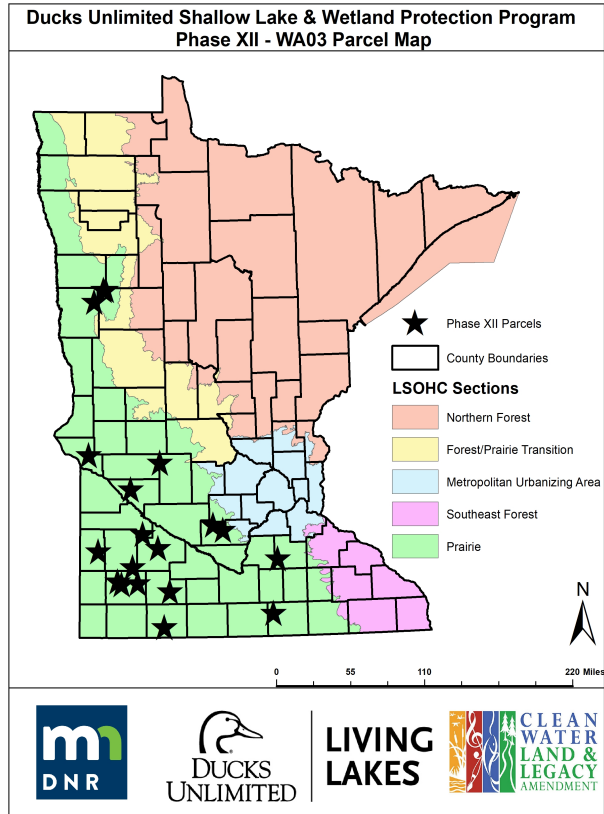 Ducks Unlimited Shallow Lake & Wetland Protection Program
Phase XII - WA03 Parcel Map
Phase XII Parcels
County Boundaries
LSOHC Sections
Northern Forest
Forest/Prairie Transition
Metropolitan Urbanizing Area
Southeast Forest
Prairie
N
0 55 110 220 Miles
mn
DNR
DUCKS
UNLIMITED
LIVING
LAKES
CLEAN
WATER
LAND &
LEGACY
AMENDMENT